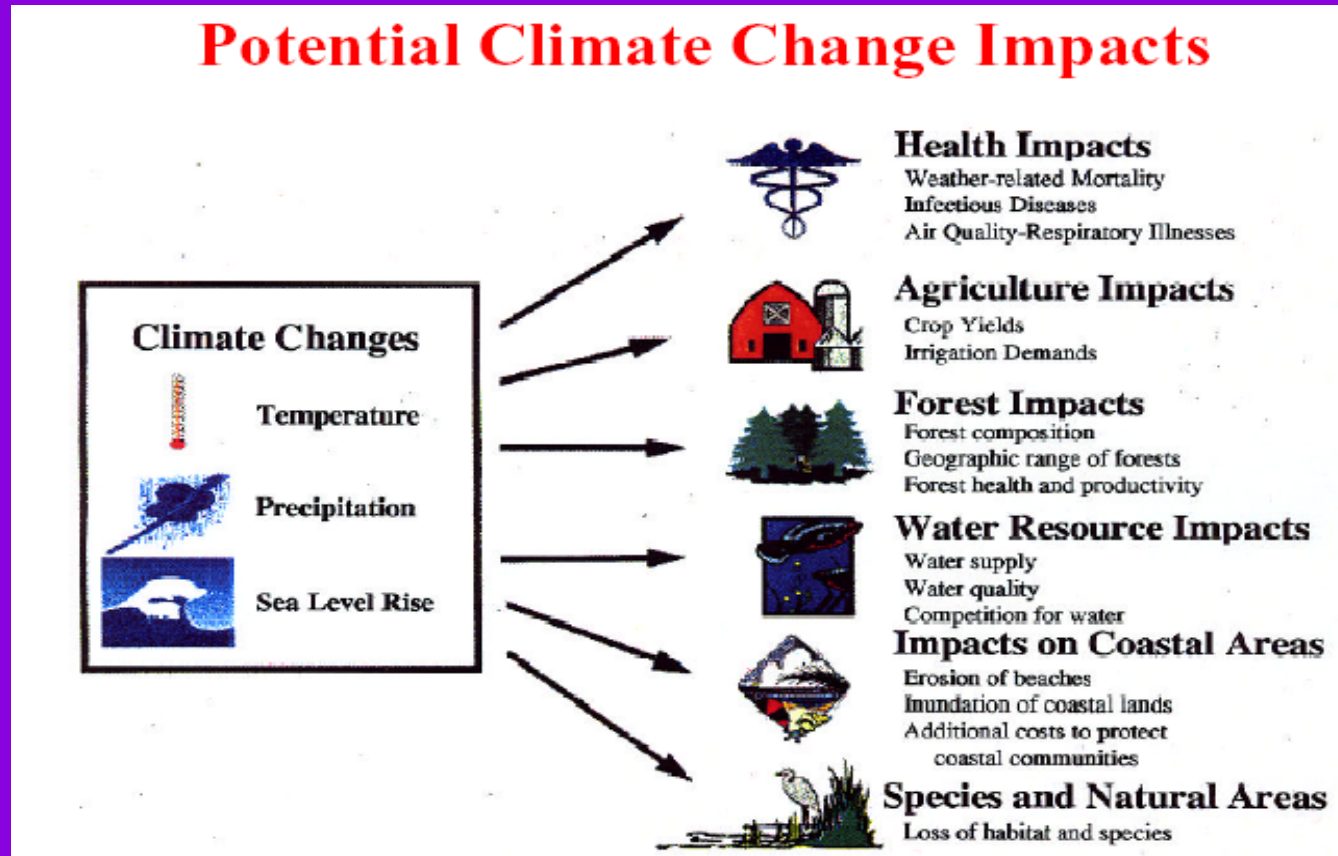 Potential Climate Change Impacts
Climate Changes
Temperature
Precipitation
Sea Level Rise
Health Impacts
Weather-related Mortality
Infectious Diseases
Air Quality-Respiratory Illnesses
Agriculture Impacts
Crop Yields
Irrigation Demands
Forest Impacts
Forest composition
Geographic range of forests
Forest health and productivity
Water Resource Impacts
Water supply
Water quality
Competition for water
Impacts on Coastal Areas
Erosion of beaches
Inundation of coastal lands
Additional costs to protect
coastal communities
Species and Natural Areas
Loss of habitat and species